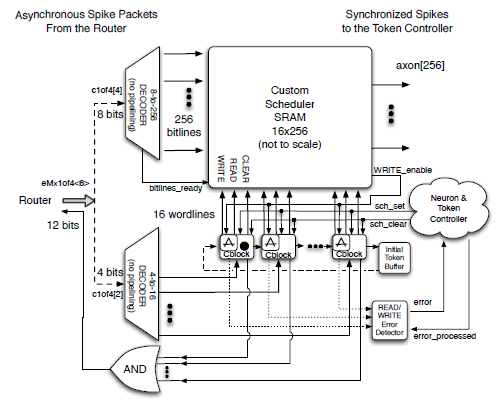 Asynchronous Spike Packets
From the Router
Synchronized Spikes
to the Token Controller
axon[256]
c1of4[4]
8 bits
8-to-256
DECODER
(no pipelining)
256
bitlines
Custom
Scheduler
SRAM
16x256
(not to scale)
WRITE
READ
CLEAR
bitlines_ready
WRITE_enable
eMx1of4<6>
Router
12 bits
16 wordlines
sch_set
sch_clear
Neuron &
Token
Controller
4 bits
c1of4[2]
4-to-16
DECODER
(no pipelining)
A
Cblock
A
Cblock
A
Cblock
Initial
Token
Buffer
READ/
WRITE
Error
Detector
error
error_processed
AND